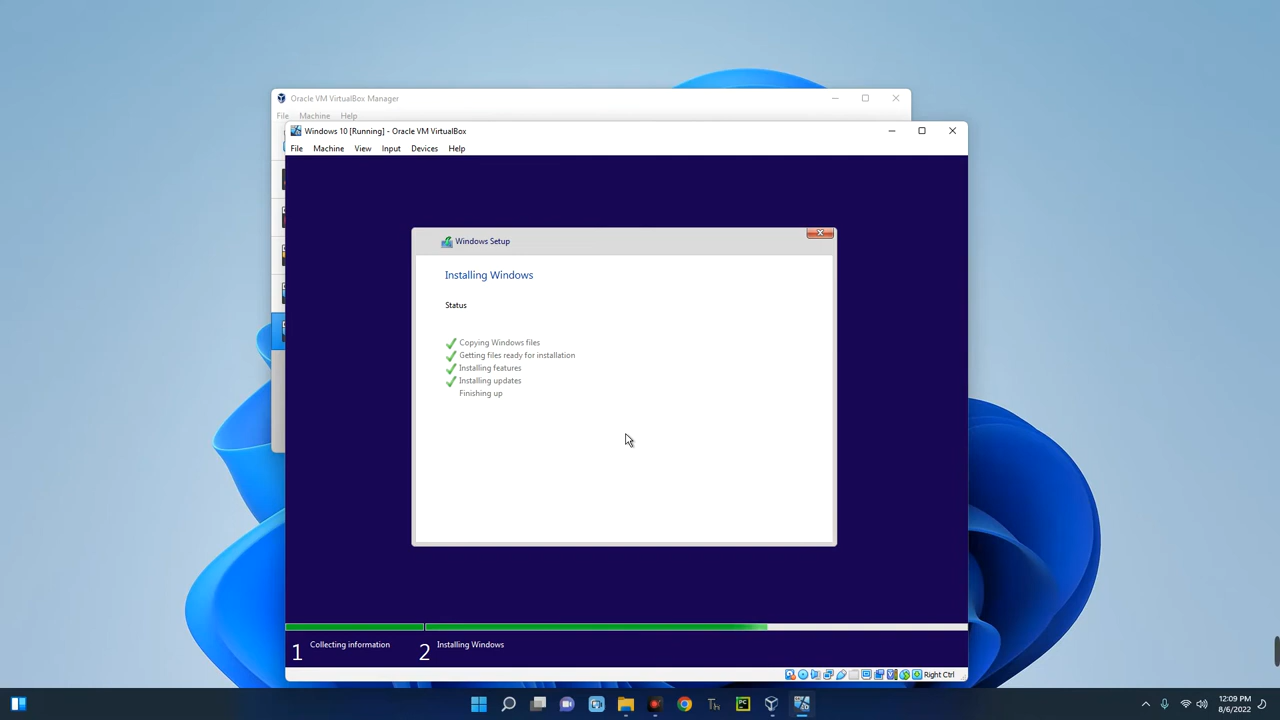 Oracle VM VirtualBox Manager
File Machine Help
Windows 10 [Running] - Oracle VM VirtualBox
File Machine View Input Devices Help
Windows Setup
Installing Windows
Status
Copying Windows files
Getting files ready for installation
Installing features
Installing updates
Finishing up
1 Collecting information 2 Installing Windows
Right Ctrl
Th PC
12:09 PM
8/6/2022